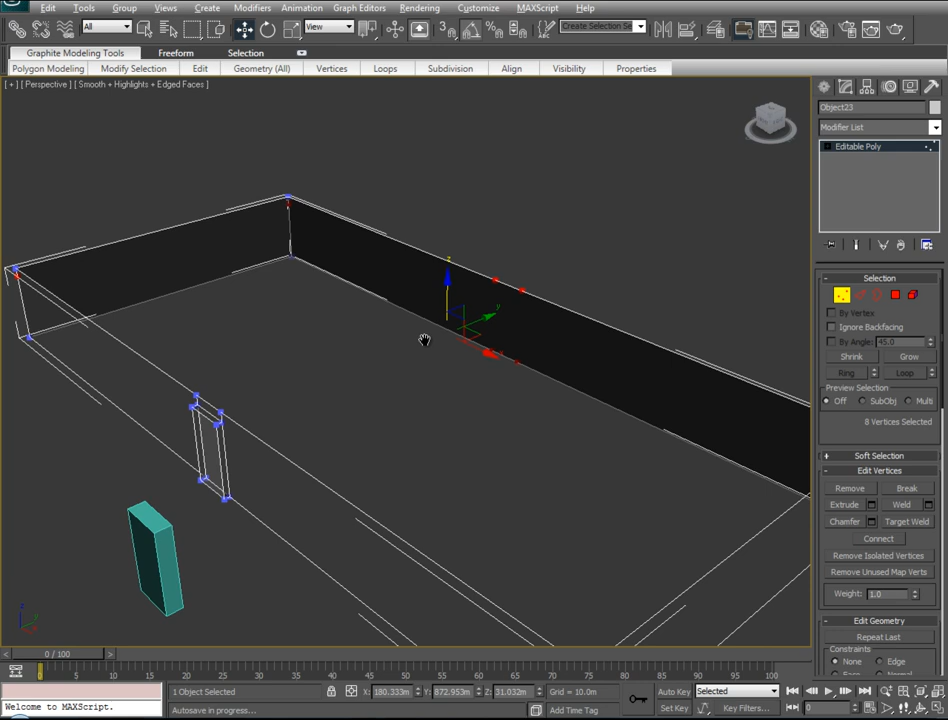 Edit Tools Group Views Create Modifiers Animation Graph Editors Rendering Customize MAXScript Help
All View Create Selection Se
Graphite Modeling Tools Freeform Selection
Polygon Modeling Modify Selection Edit Geometry (All) Vertices Loops Subdivision Align Visibility Properties
[ + ] [ Perspective ] [ Smooth + Highlights + Edged Faces ]
Object23
Modifier List
Editable Poly
Selection
By Vertex
Ignore Backfacing
By Angle: 45.0
Shrink Grow
Ring Loop
Preview Selection
Off SubObj Multi
8 Vertices Selected
Soft Selection
Edit Vertices
Remove Break
Extrude Weld
Chamfer Target Weld
Connect
Remove Isolated Vertices
Remove Unused Map Verts
Weight: 1.0
Edit Geometry
Repeat Last
Constraints
None Edge
0 / 100
0 5 10 15 20 25 30 35 40 45 50 55 60 65 70 75 80 85 90 95 100
1 Object Selected X: 180.333m Y: 872.953m Z: 31.032m Grid = 10.0m Auto Key Selected
Welcome to MAXScript. Autosave in progress... Add Time Tag Set Key Key Filters... 0